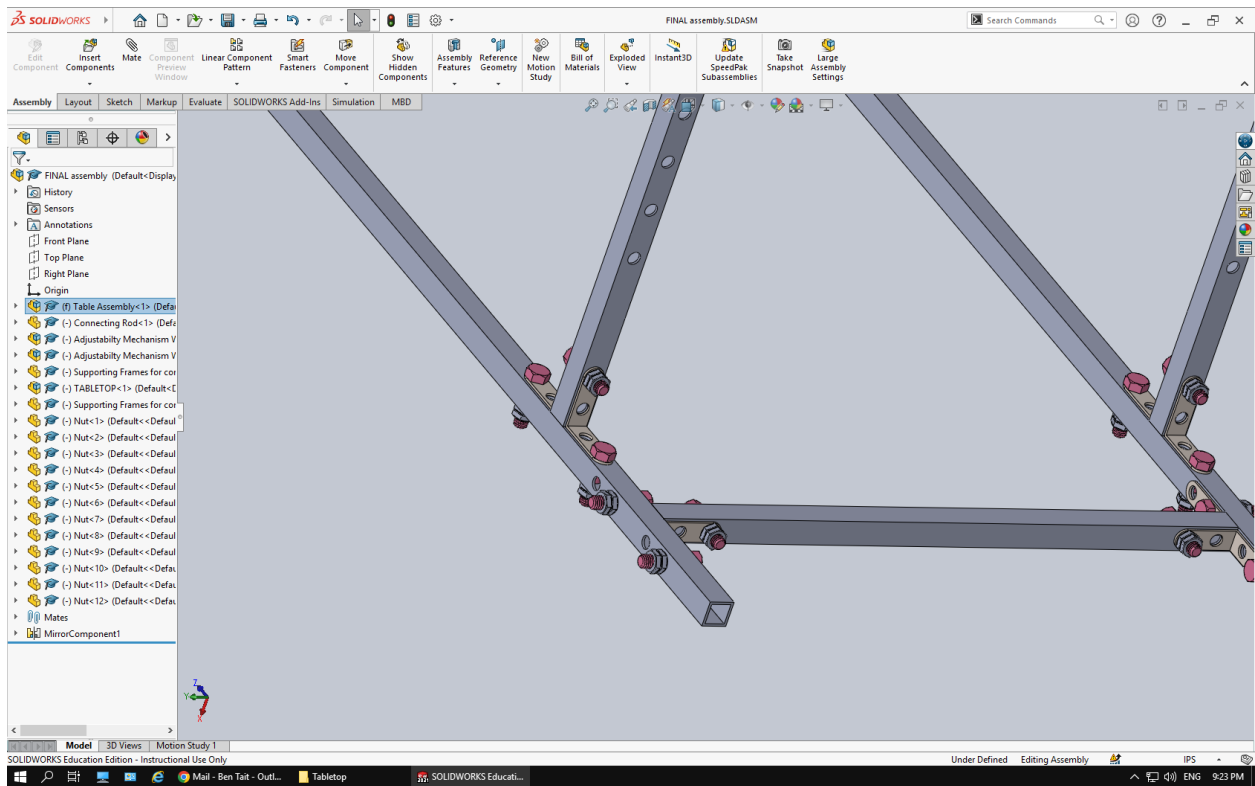 SOLIDWORKS
FINAL assembly.SLDASM
Search Commands
Edit Component
Insert Components
Mate
Component Preview Window
Linear Component Pattern
Smart Fasteners
Move Component
Show Hidden Components
Assembly Features
Reference Geometry
New Motion Study
Bill of Materials
Exploded View
Instant3D
Update SpeedPak Subassemblies
Take Snapshot
Large Assembly Settings
Assembly Layout Sketch Markup Evaluate SOLIDWORKS Add-Ins Simulation MBD
FINAL assembly (Default<Display
History
Sensors
Annotations
Front Plane
Top Plane
Right Plane
Origin
(f) Table Assembly<1> (Defau
(-) Connecting Rod<1> (Defa
(-) Adjustabilty Mechanism V
(-) Adjustabilty Mechanism V
(-) Supporting Frames for cor
(-) TABLETOP<1> (Default<D
(-) Supporting Frames for cor
(-) Nut<1> (Default<<Defaul
(-) Nut<2> (Default<<Defaul
(-) Nut<3> (Default<<Defaul
(-) Nut<4> (Default<<Defaul
(-) Nut<5> (Default<<Defaul
(-) Nut<6> (Default<<Defaul
(-) Nut<7> (Default<<Defaul
(-) Nut<8> (Default<<Defaul
(-) Nut<9> (Default<<Defaul
(-) Nut<10> (Default<<Defau
(-) Nut<11> (Default<<Defau
(-) Nut<12> (Default<<Defau
Mates
MirrorComponent1
Z
Y
X
Model 3D Views Motion Study 1
SOLIDWORKS Education Edition - Instructional Use Only
Under Defined Editing Assembly IPS
Mail - Ben Tait - Outl... Tabletop SOLIDWORKS Educati... ENG 9:23 PM